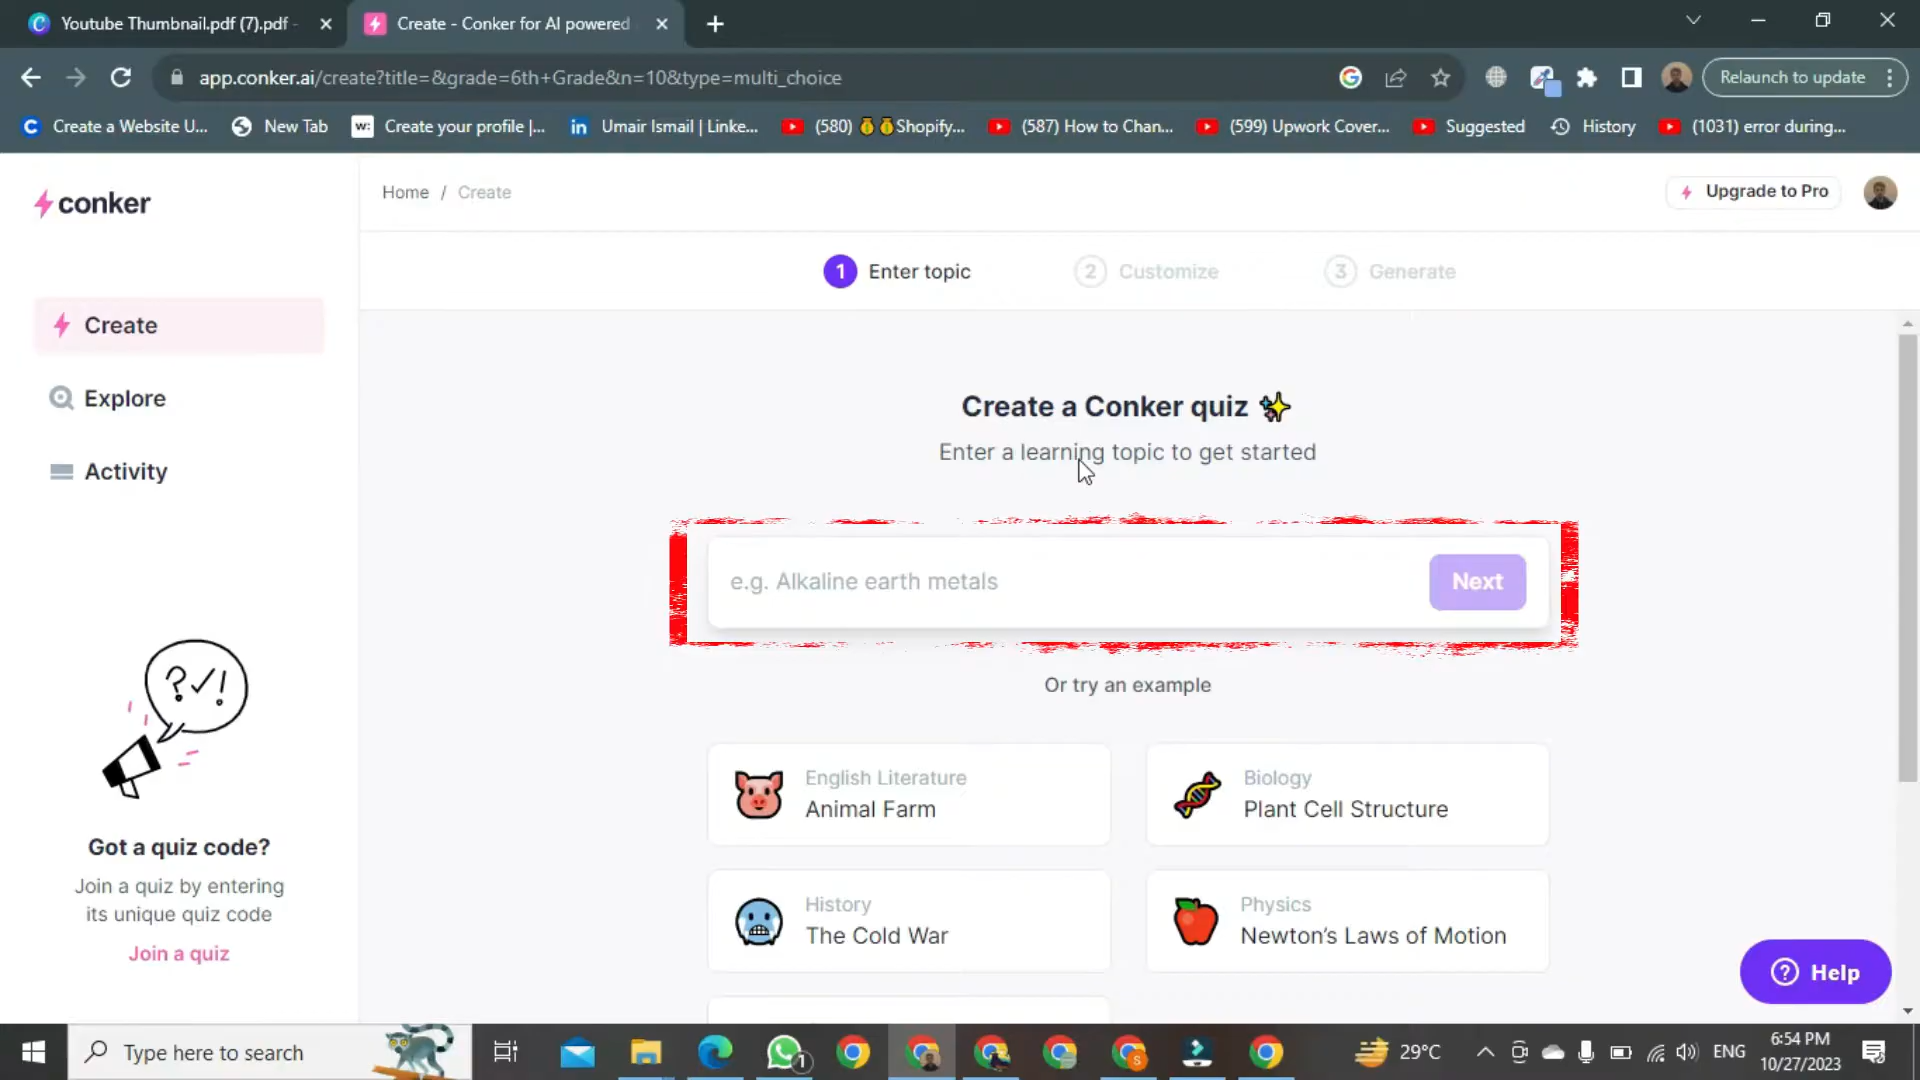 Youtube Thumbnail.pdf (7).pdf -
Create - Conker for AI powered
app.conker.ai/create?title=&grade=6th+Grade&n=10&type=multi_choice
Relaunch to update
Create a Website U...
New Tab
Create your profile |...
Umair Ismail | Linke...
(580) 💰💰Shopify...
(587) How to Chan...
(599) Upwork Cover...
Suggested
History
(1031) error during...
conker
Home / Create
Upgrade to Pro
1 Enter topic
2 Customize
3 Generate
Create
Explore
Activity
Create a Conker quiz ✨
Enter a learning topic to get started
e.g. Alkaline earth metals
Next
Or try an example
English Literature
Animal Farm
Biology
Plant Cell Structure
History
The Cold War
Physics
Newton's Laws of Motion
?✓!
Got a quiz code?
Join a quiz by entering
its unique quiz code
Join a quiz
Help
Type here to search
1
S
29°C
ENG
6:54 PM
10/27/2023